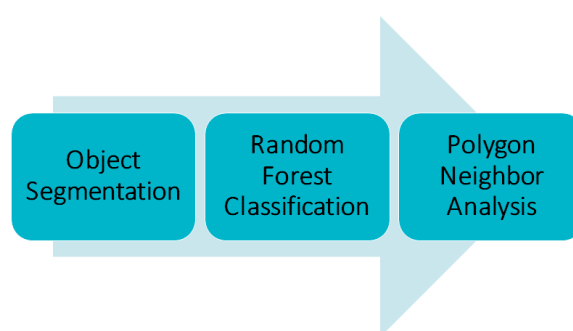 Object
Segmentation
Random
Forest
Classification
Polygon
Neighbor
Analysis